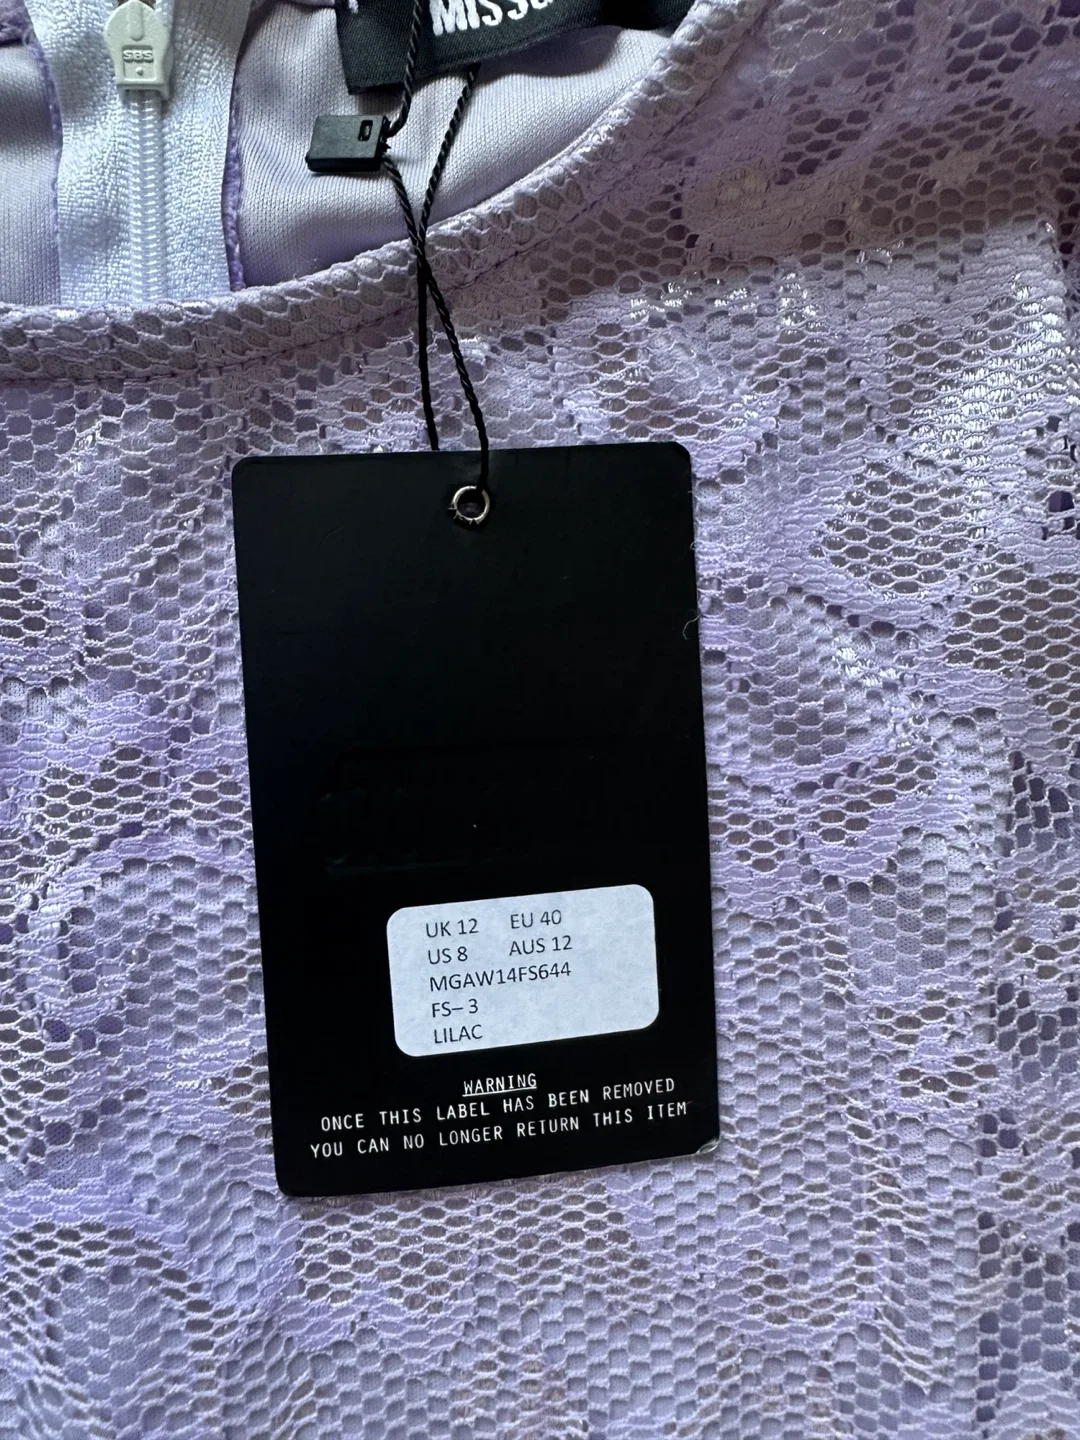 SBS
UK 12 EU 40
US 8 AUS 12
MGAW14FS644
FS– 3
LILAC
WARNING
ONCE THIS LABEL HAS BEEN REMOVED
YOU CAN NO LONGER RETURN THIS ITEM